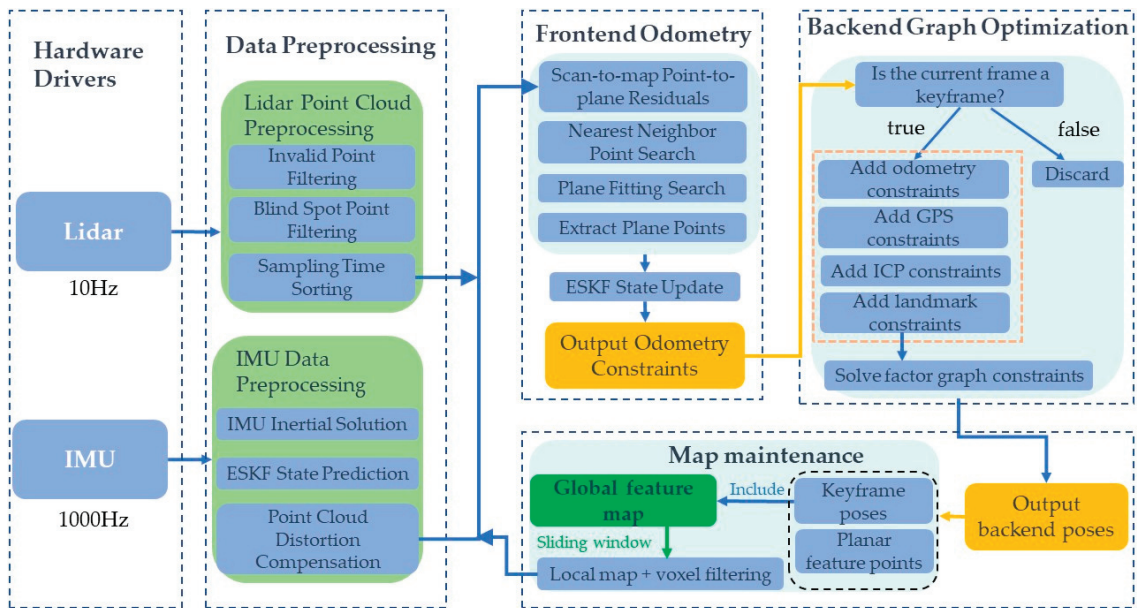 Hardware
Drivers
Lidar
10Hz
IMU
1000Hz
Data Preprocessing
Lidar Point Cloud
Preprocessing
Invalid Point
Filtering
Blind Spot Point
Filtering
Sampling Time
Sorting
IMU Data
Preprocessing
IMU Inertial Solution
ESKF State Prediction
Point Cloud
Distortion
Compensation
Frontend Odometry
Scan-to-map Point-to-
plane Residuals
Nearest Neighbor
Point Search
Plane Fitting Search
Extract Plane Points
ESKF State Update
Output Odometry
Constraints
Backend Graph Optimization
Is the current frame a
keyframe?
true
false
Add odometry
constraints
Discard
Add GPS
constraints
Add ICP constraints
Add landmark
constraints
Solve factor graph constraints
Map maintenance
Global feature
map
Include
Keyframe
poses
Planar
feature points
Output
backend poses
Sliding window
Local map + voxel filtering